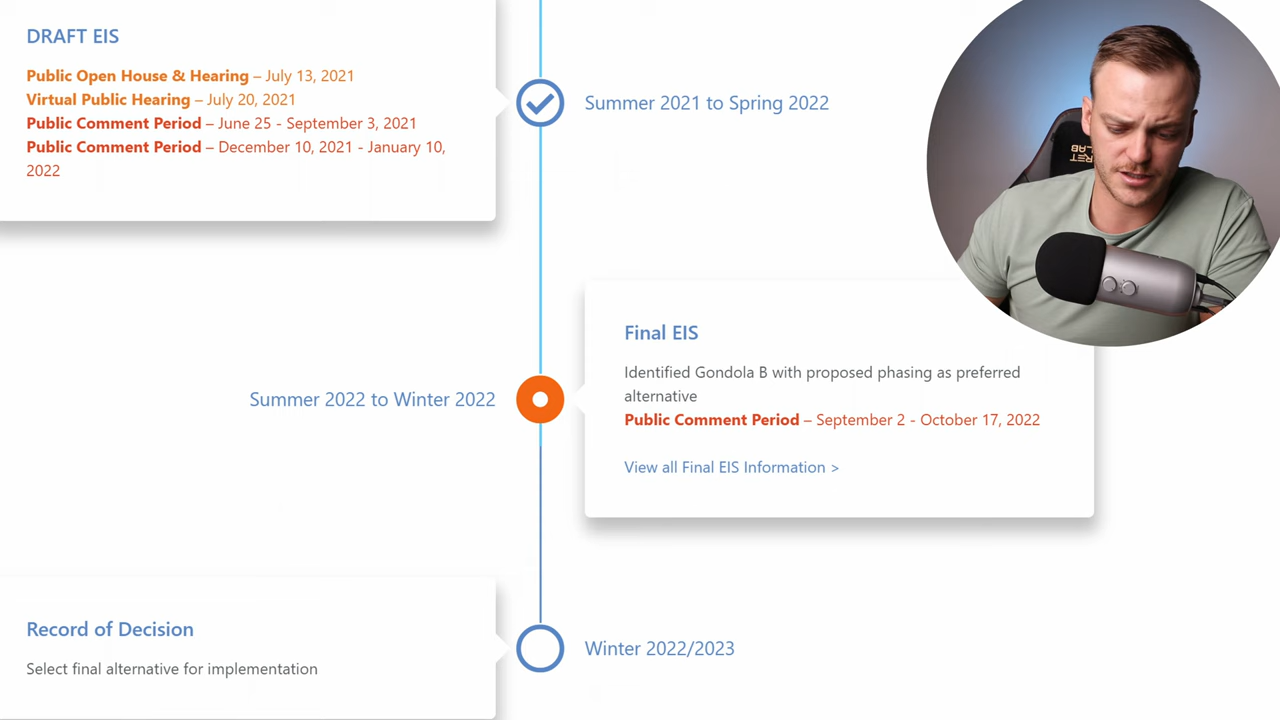 DRAFT EIS
Public Open House & Hearing – July 13, 2021
Virtual Public Hearing – July 20, 2021
Public Comment Period – June 25 - September 3, 2021
Public Comment Period – December 10, 2021 - January 10,
2022
Summer 2021 to Spring 2022
Summer 2022 to Winter 2022
Final EIS
Identified Gondola B with proposed phasing as preferred
alternative
Public Comment Period – September 2 - October 17, 2022
View all Final EIS Information >
Record of Decision
Select final alternative for implementation
Winter 2022/2023